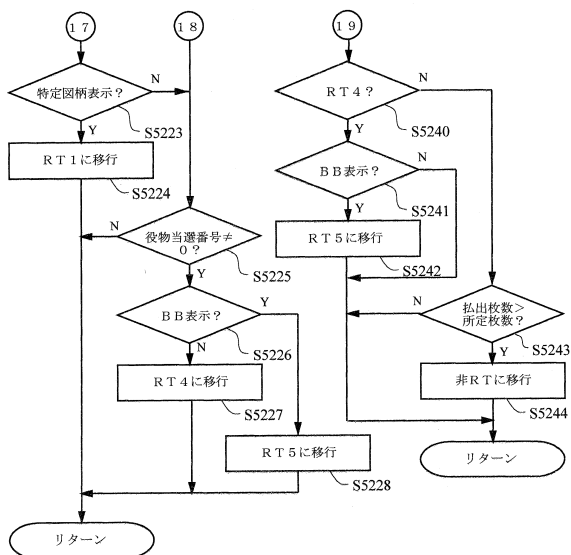 17
18
特定図柄表示?
N
Y
S5223
RT1に移行
S5224
N
役物当選番号≠
0?
S5225
Y
BB表示?
Y
S5226
N
RT4に移行
S5227
RT5に移行
S5228
リターン
19
RT4?
N
S5240
Y
BB表示?
N
S5241
Y
RT5に移行
S5242
N
払出枚数>
所定枚数?
S5243
Y
非RTに移行
S5244
リターン